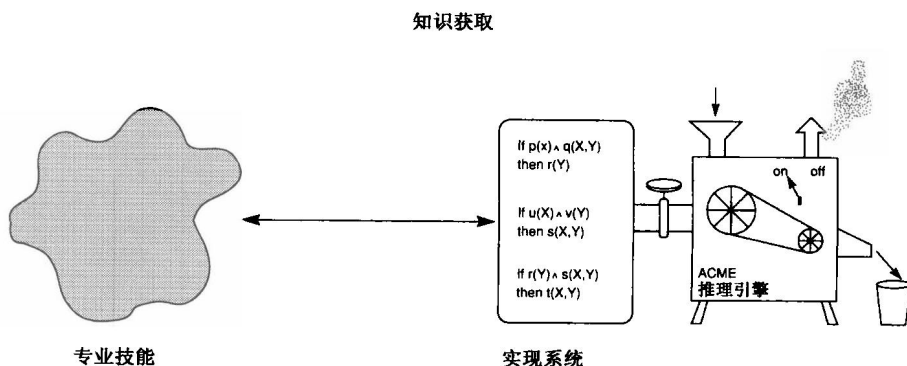 知识获取
If p(x) ∧ q(X,Y)
then r(Y)
If u(X) ∧ v(Y)
then s(X,Y)
If r(Y) ∧ s(X,Y)
then t(X,Y)
on off
ACME
推理引擎
专业技能
实现系统